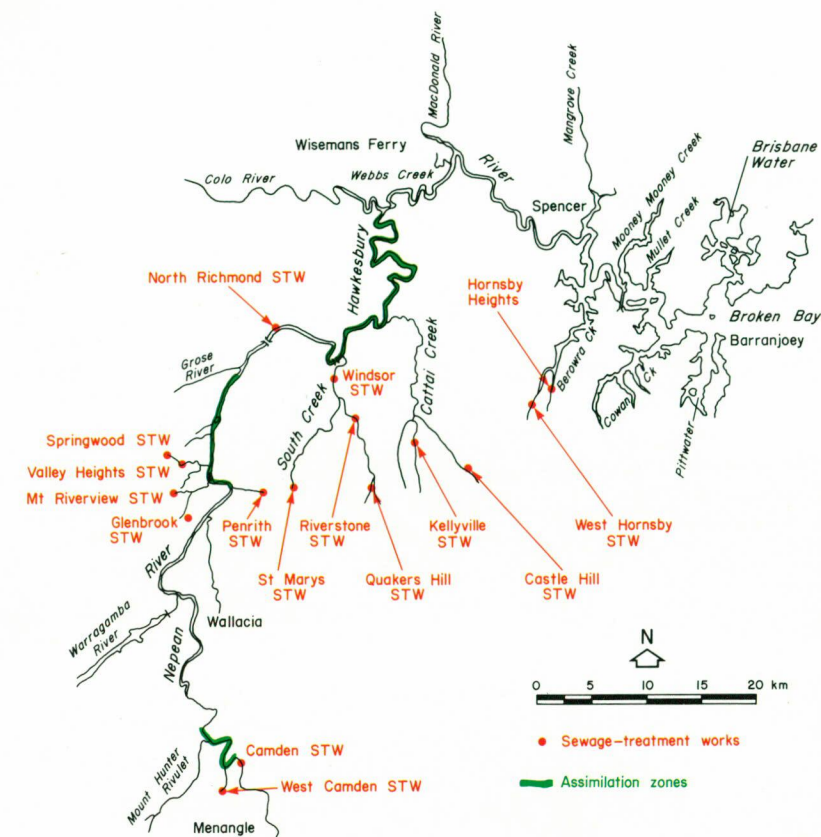 MacDonald River
Mangrove Creek
Wisemans Ferry
Colo River
Webbs Creek
River
Spencer
Mooney Mooney Creek
Mullet Creek
Brisbane
Water
Hawkesbury
North Richmond STW
Hornsby
Heights
Broken Bay
Barranjoey
Grose
River
Cattai Creek
Berowra Ck
Cowan
Ck
Pittwater
Windsor
STW
South Creek
Springwood STW
Valley Heights STW
Mt Riverview STW
Glenbrook
STW
Penrith
STW
Riverstone
STW
Kellyville
STW
West Hornsby
STW
St Marys
STW
Quakers Hill
STW
Castle Hill
STW
River
Nepean
Wallacia
Warragamba
River
N
0 5 10 15 20 km
Sewage-treatment works
Assimilation zones
Camden STW
West Camden STW
Mount Hunter
Rivulet
Menangle